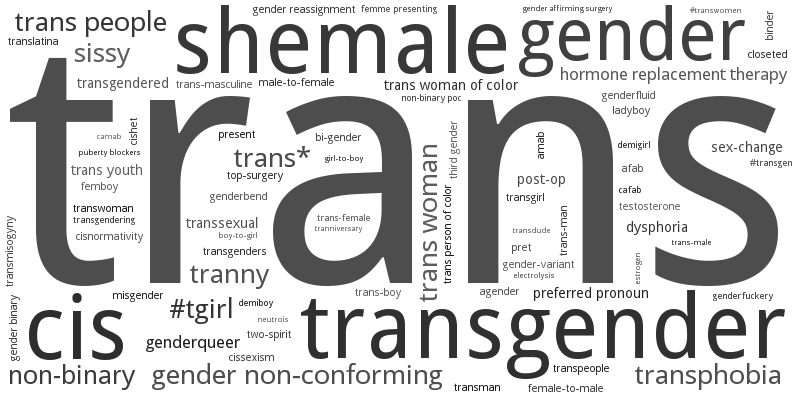 gender reassignment
femme presenting
gender affirming surgery
#transwomen
trans people
shemale
gender
binder
translatina
sissy
closeted
hormone replacement therapy
transgendered
trans-masculine
male-to-female
trans woman of color
non-binary poc
genderfluid
ladyboy
trans
camab
cishet
present
bi-gender
third gender
amab
demigirl
sex-change
puberty blockers
trans*
girl-to-boy
#transgen
trans youth
top-surgery
trans woman
post-op
afab
femboy
genderbend
trans person of color
transgirl
cafab
transwoman
testosterone
transgendering
transsexual
trans-female
tranniversary
transdude
trans-man
dysphoria
transmisogyny
cisnormativity
boy-to-girl
transgenders
pret
trans-male
tranny
gender-variant
electrolysis
estrogen
gender binary
misgender
#tgirl
demiboy
trans-boy
agender
preferred pronoun
genderfuckery
cis
neutrois
transgender
genderqueer
two-spirit
cissexism
transpeople
non-binary
gender non-conforming
transman
female-to-male
transphobia